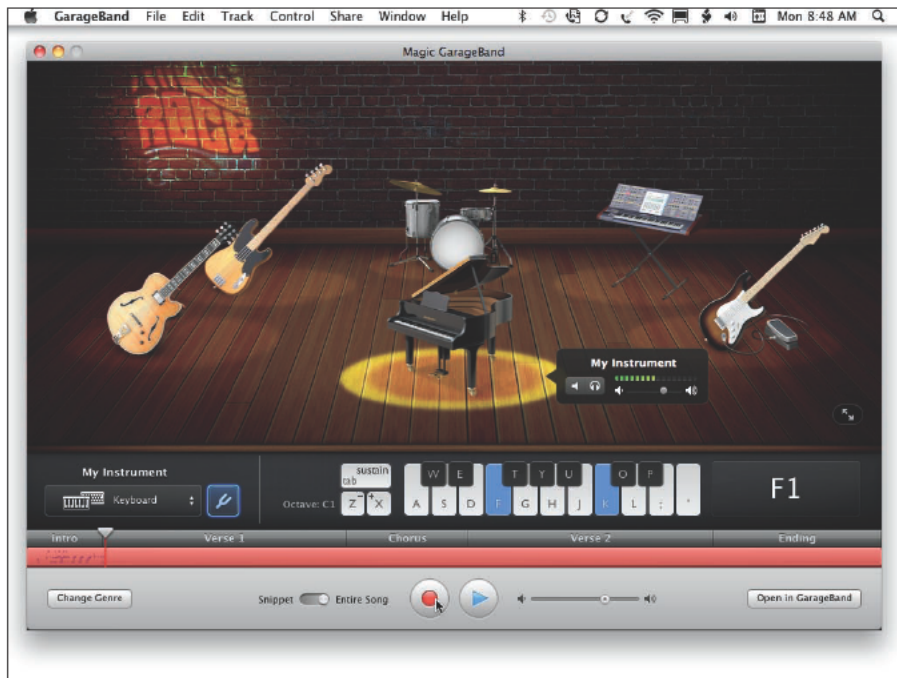 GarageBand File Edit Track Control Share Window Help Mon 8:48 AM
Magic GarageBand
ROCK
My Instrument
My Instrument
Keyboard
sustain
tab
Octave: C1 Z − + X
W E T Y U O P
A S D F G H J K L ; '
F1
Intro Verse 1 Chorus Verse 2 Ending
Change Genre Snippet Entire Song Open in GarageBand